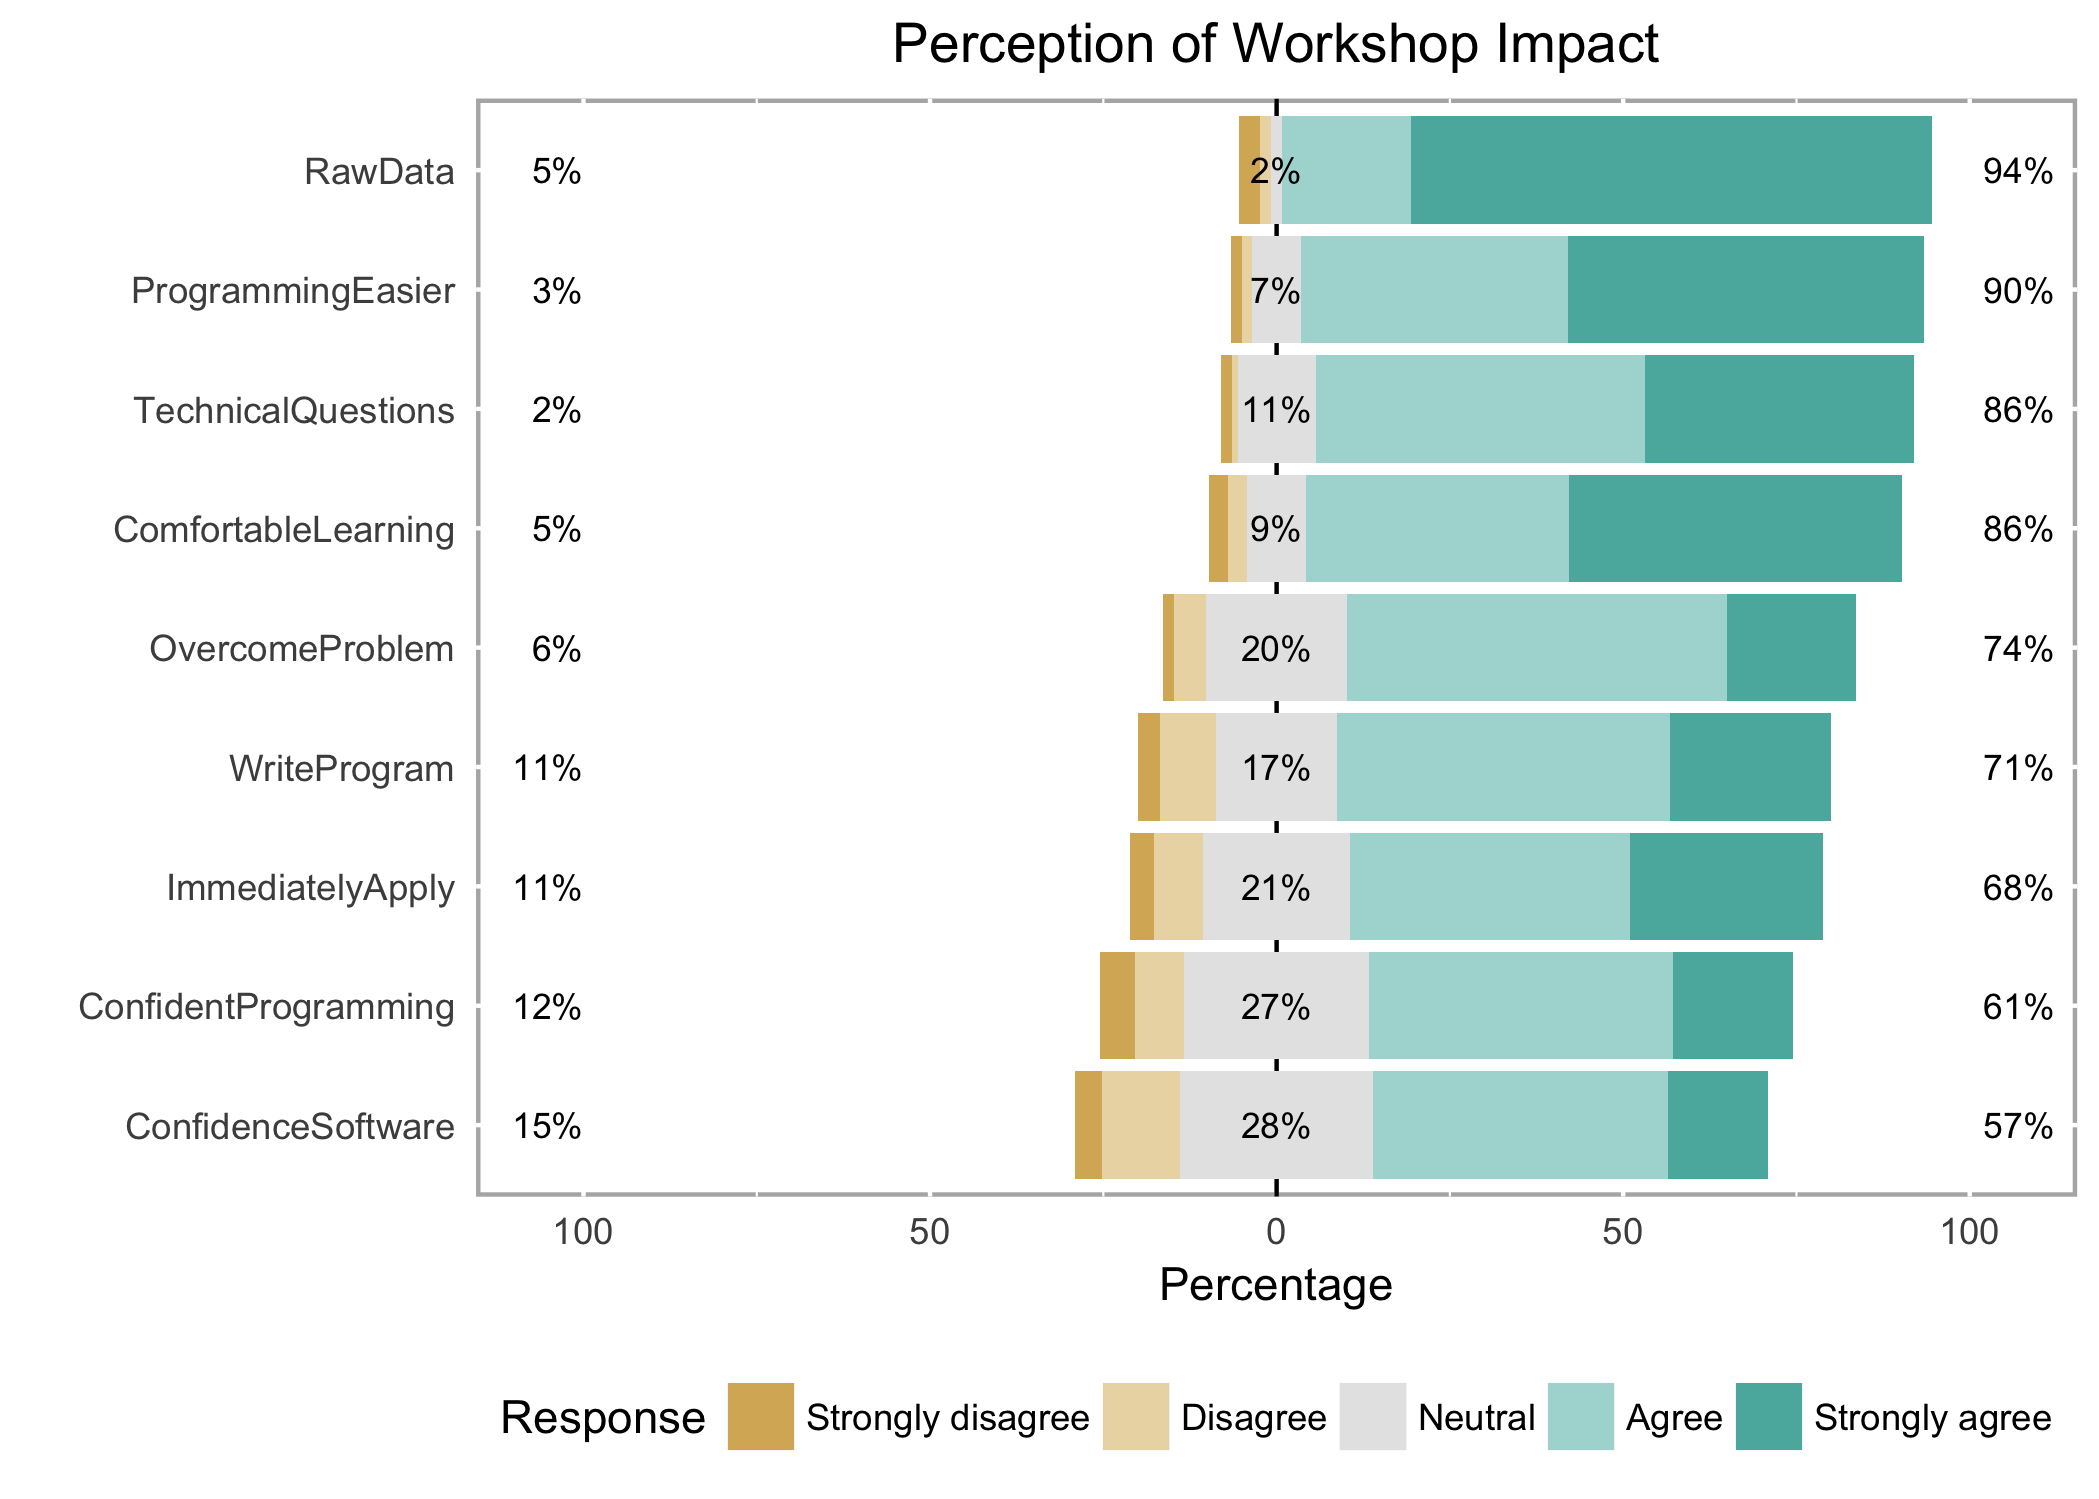 Perception of Workshop Impact
RawData 5% 2% 94%
ProgrammingEasier 3% 7% 90%
TechnicalQuestions 2% 11% 86%
ComfortableLearning 5% 9% 86%
OvercomeProblem 6% 20% 74%
WriteProgram 11% 17% 71%
ImmediatelyApply 11% 21% 68%
ConfidentProgramming 12% 27% 61%
ConfidenceSoftware 15% 28% 57%
100 50 0 50 100
Percentage
Response Strongly disagree Disagree Neutral Agree Strongly agree